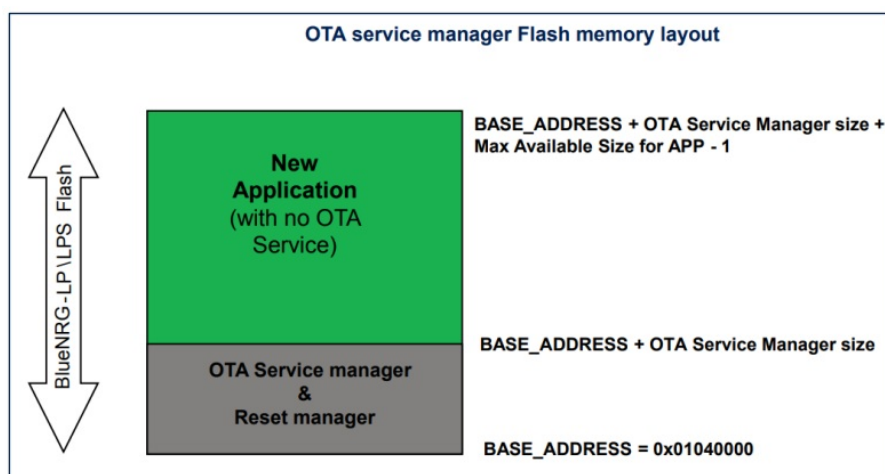 OTA service manager Flash memory layout
BASE_ADDRESS + OTA Service Manager size +
Max Available Size for APP - 1
New
Application
(with no OTA
Service)
BlueNRG-LP\LPS Flash
BASE_ADDRESS + OTA Service Manager size
OTA Service manager
&
Reset manager
BASE_ADDRESS = 0x01040000